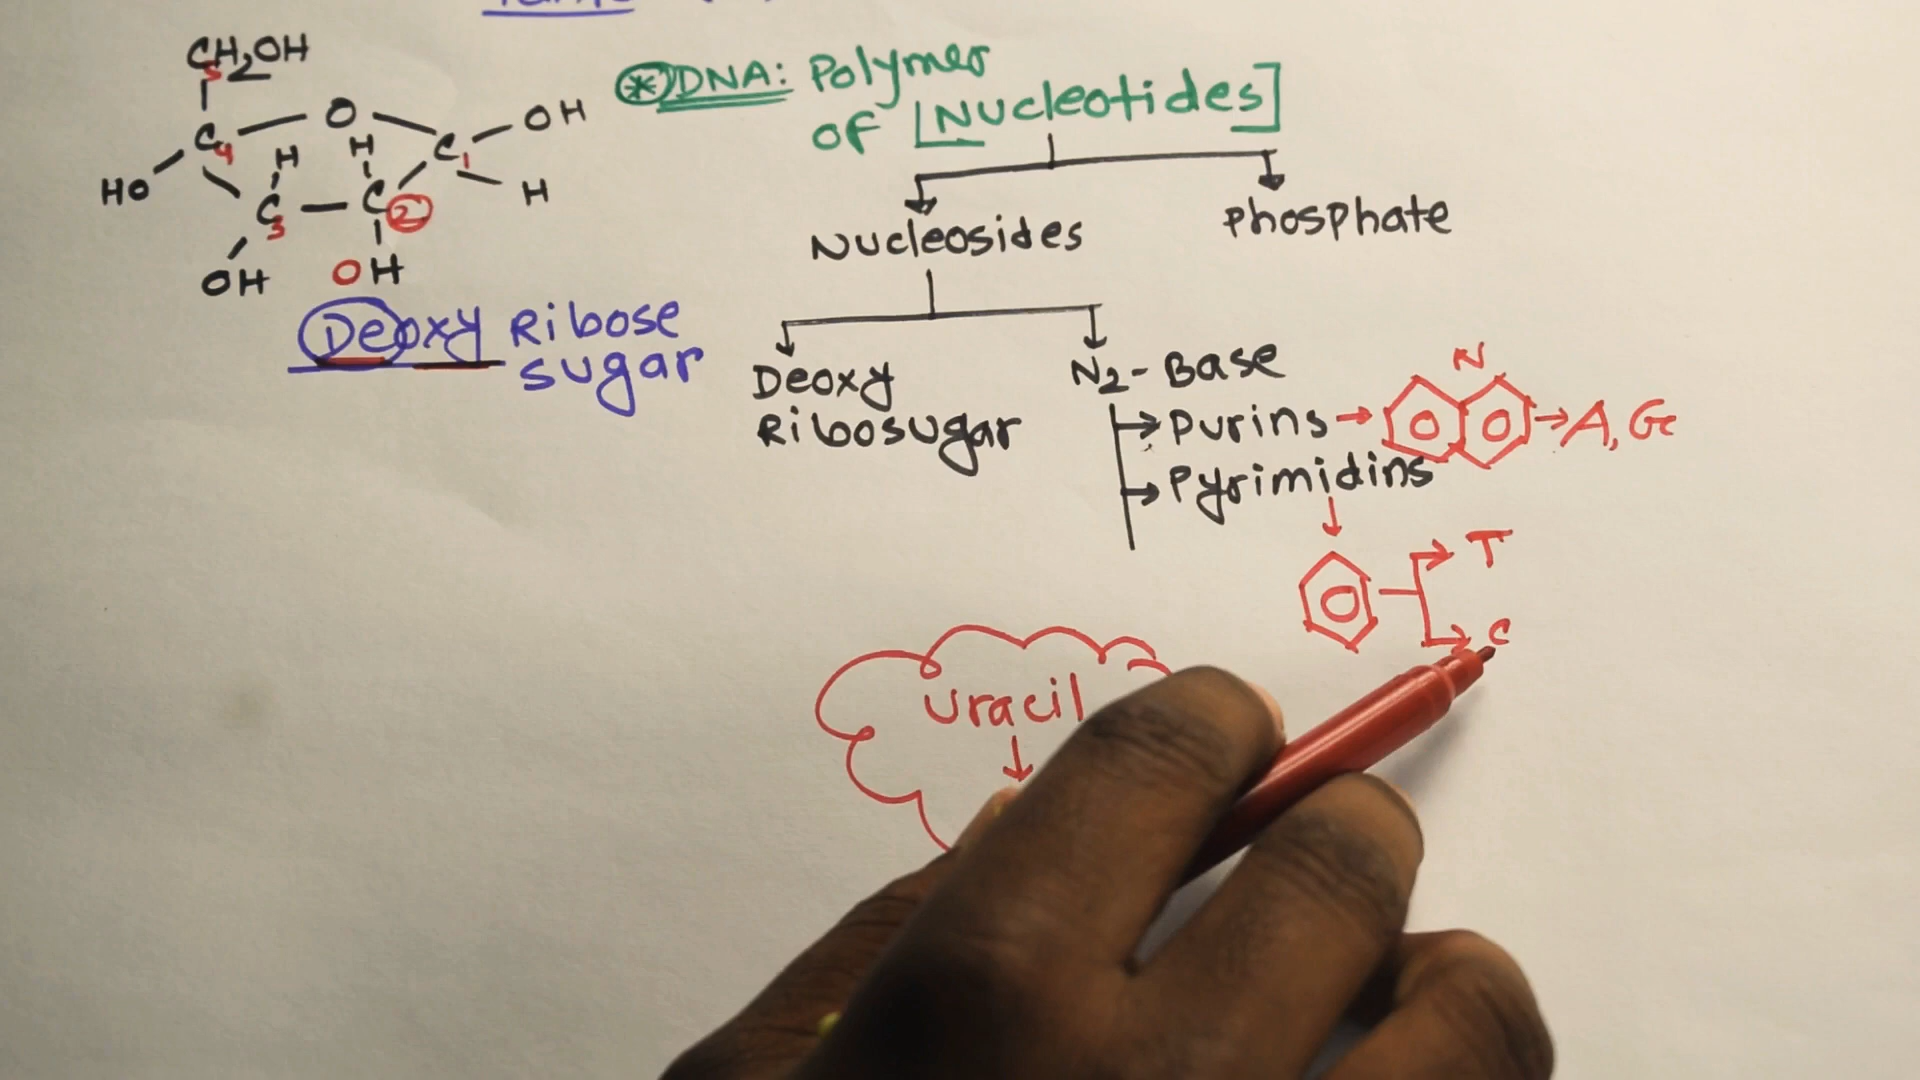 CH2OH
5
O
OH
C4
H
H
C1
HO
H
C3
C2
OH
OH
Deoxy Ribose
sugar
* DNA: Polymer
of [Nucleotides]
Nucleosides
Phosphate
Deoxy
Ribosugar
N2-Base
Purins → N → A, G
Pyrimidins
T
C
Uracil